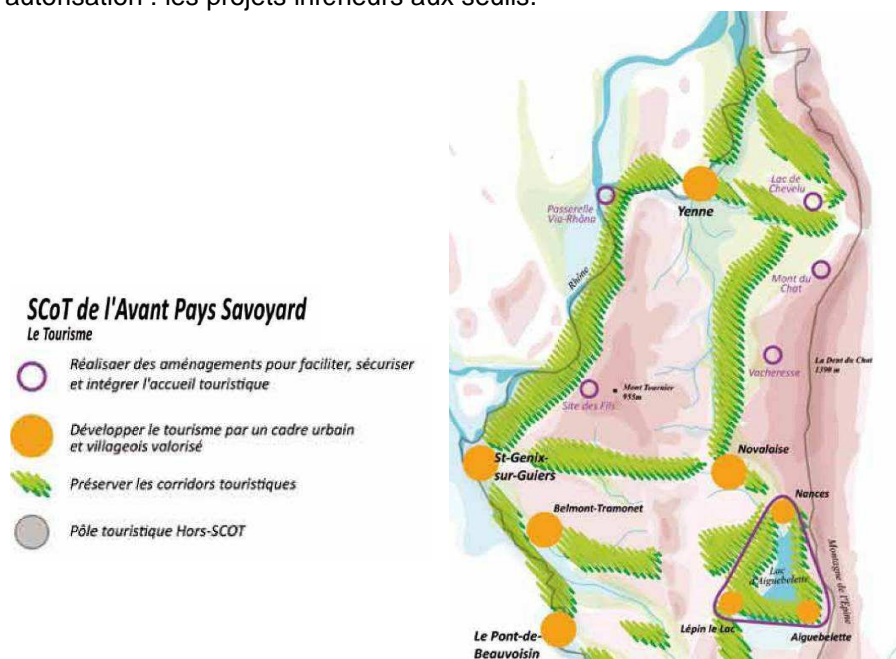 autorisation : les projets inférieurs aux seuils.
SCoT de l'Avant Pays Savoyard
Le Tourisme
Réalisaer des aménagements pour faciliter, sécuriser
et intégrer l'accueil touristique
Développer le tourisme par un cadre urbain
et villageois valorisé
Préserver les corridors touristiques
Pôle touristique Hors-SCOT
Lac de
Chevelu
Passerelle
Via-Rhôna
Yenne
Rhône
Mont du
Chat
La Dent du Chat
1390 m
Vacheresse
Mont Tournier
955m
Site des Fils
St-Genix-
sur-Guiers
Novalaise
Nances
Belmont-Tramonet
Lac
d'Aiguebelette
Montagne de l'Epine
Lépin le Lac
Aiguebelette
Le Pont-de-
Beauvoisin